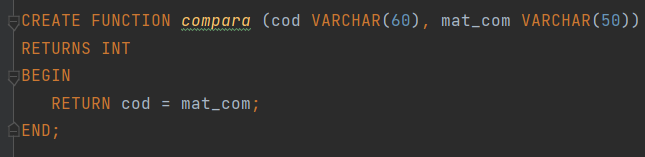 CREATE FUNCTION compara (cod VARCHAR(60), mat_com VARCHAR(50))
RETURNS INT
BEGIN
RETURN cod = mat_com;
END;